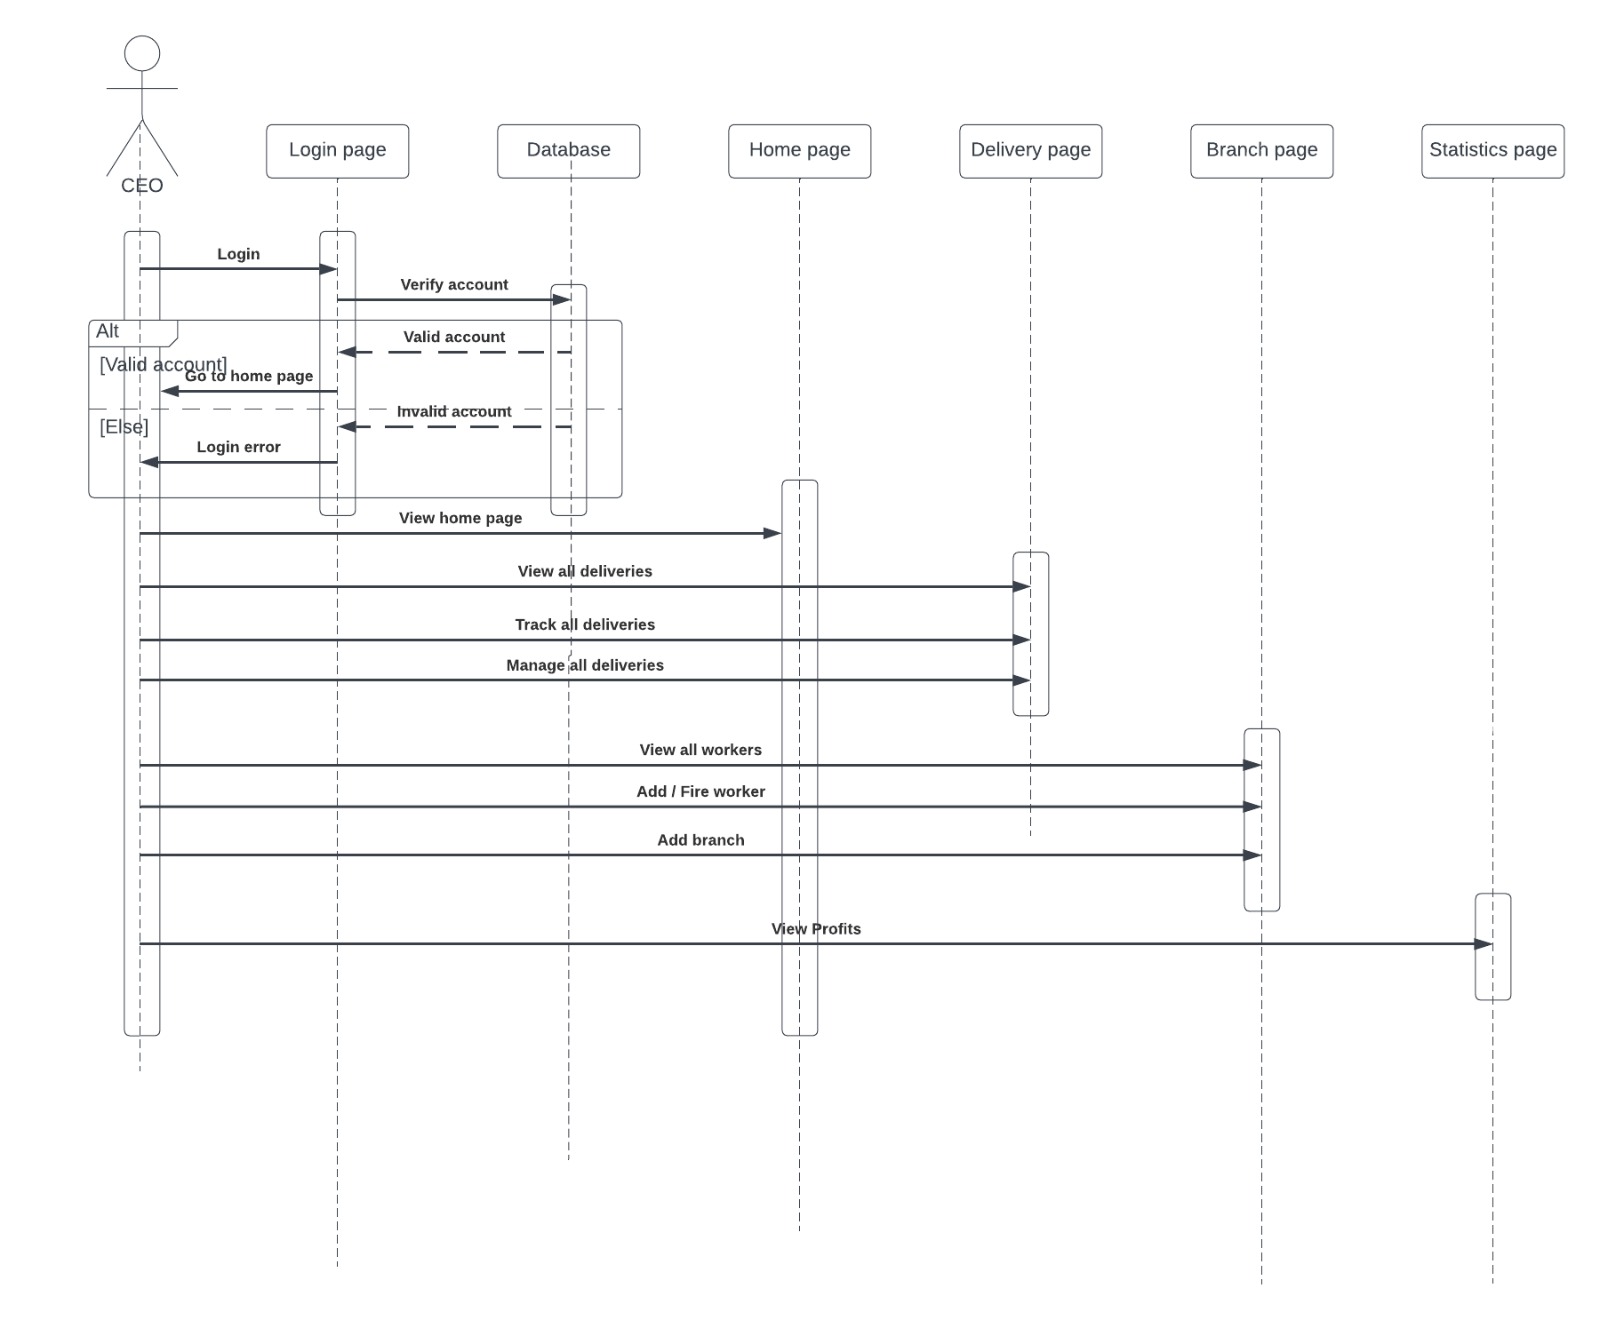 CEO
Login page
Database
Home page
Delivery page
Branch page
Statistics page
Login
Verify account
Alt
Valid account
[Valid account]
Go to home page
Invalid account
[Else]
Login error
View home page
View all deliveries
Track all deliveries
Manage all deliveries
View all workers
Add / Fire worker
Add branch
View Profits